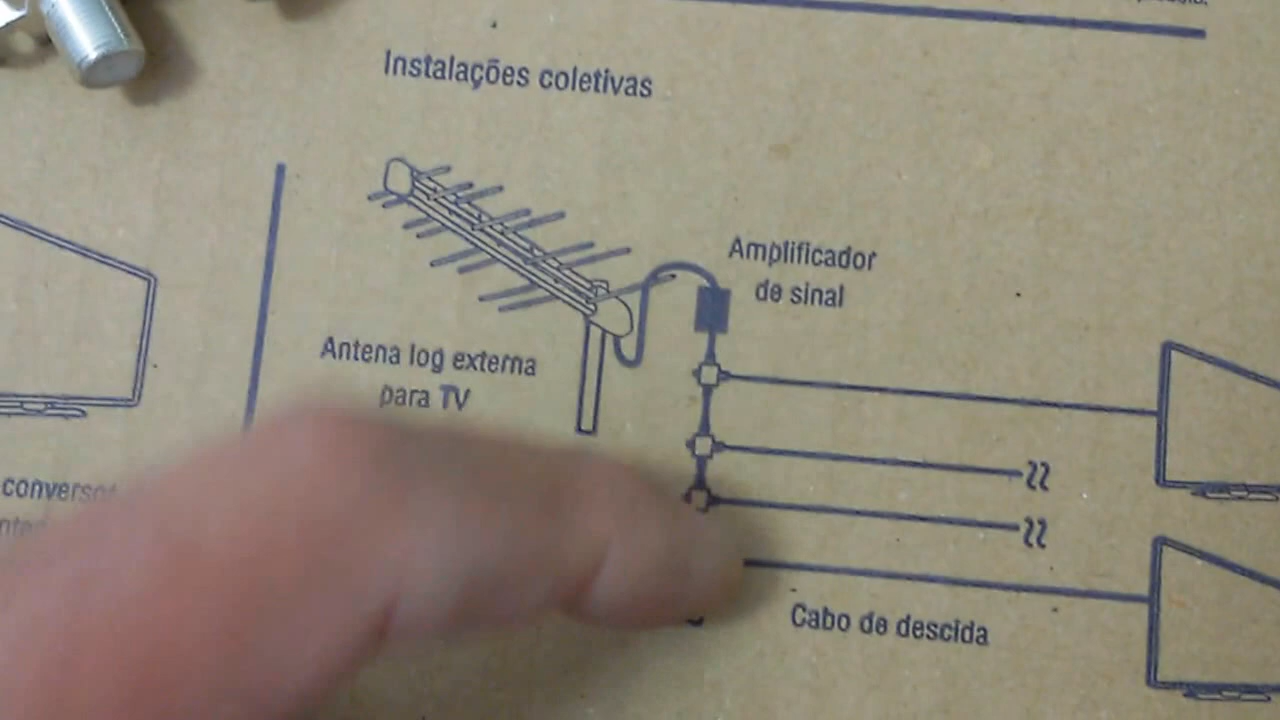 Instalações coletivas
Amplificador
de sinal
Antena log externa
para TV
Cabo de descida